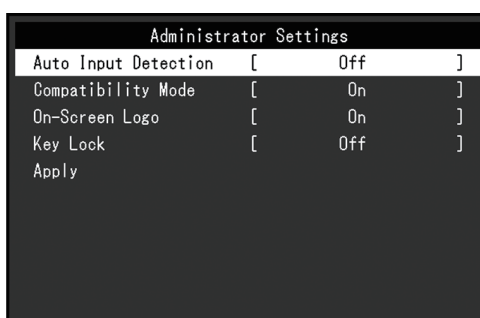 Administrator Settings
Auto Input Detection [ Off ]
Compatibility Mode [ On ]
On-Screen Logo [ On ]
Key Lock [ Off ]
Apply